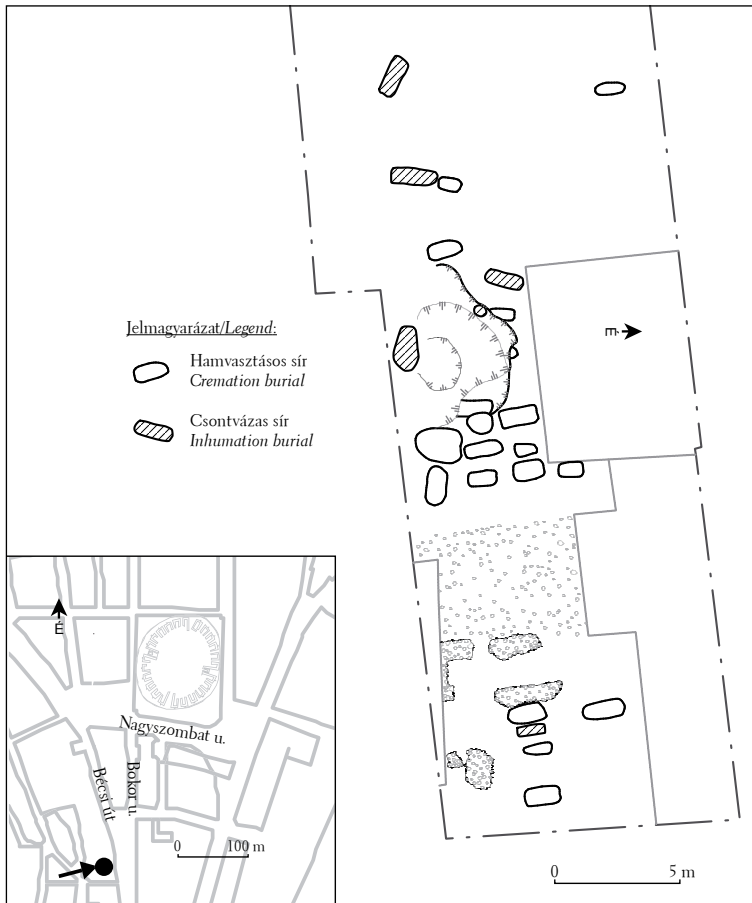 Jelmagyarázat/Legend:
Hamvasztásos sír
Cremation burial
Csontvázas sír
Inhumation burial
É
É
Nagyszombat u.
Bécsi út
Bokor u.
0 100 m
0 5 m